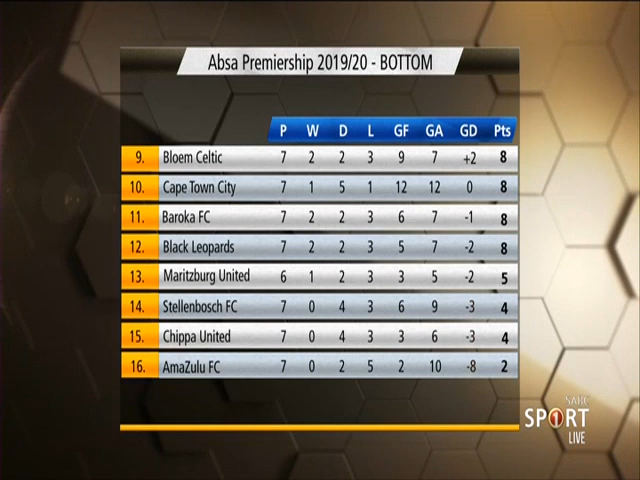 Absa Premiership 2019/20 - BOTTOM
P W D L GF GA GD Pts
9. Bloem Celtic 7 2 2 3 9 7 +2 8
10. Cape Town City 7 1 5 1 12 12 0 8
11. Baroka FC 7 2 2 3 6 7 -1 8
12. Black Leopards 7 2 2 3 5 7 -2 8
13. Maritzburg United 6 1 2 3 3 5 -2 5
14. Stellenbosch FC 7 0 4 3 6 9 -3 4
15. Chippa United 7 0 4 3 3 6 -3 4
16. AmaZulu FC 7 0 2 5 2 10 -8 2
SABC
SPORT 1
LIVE